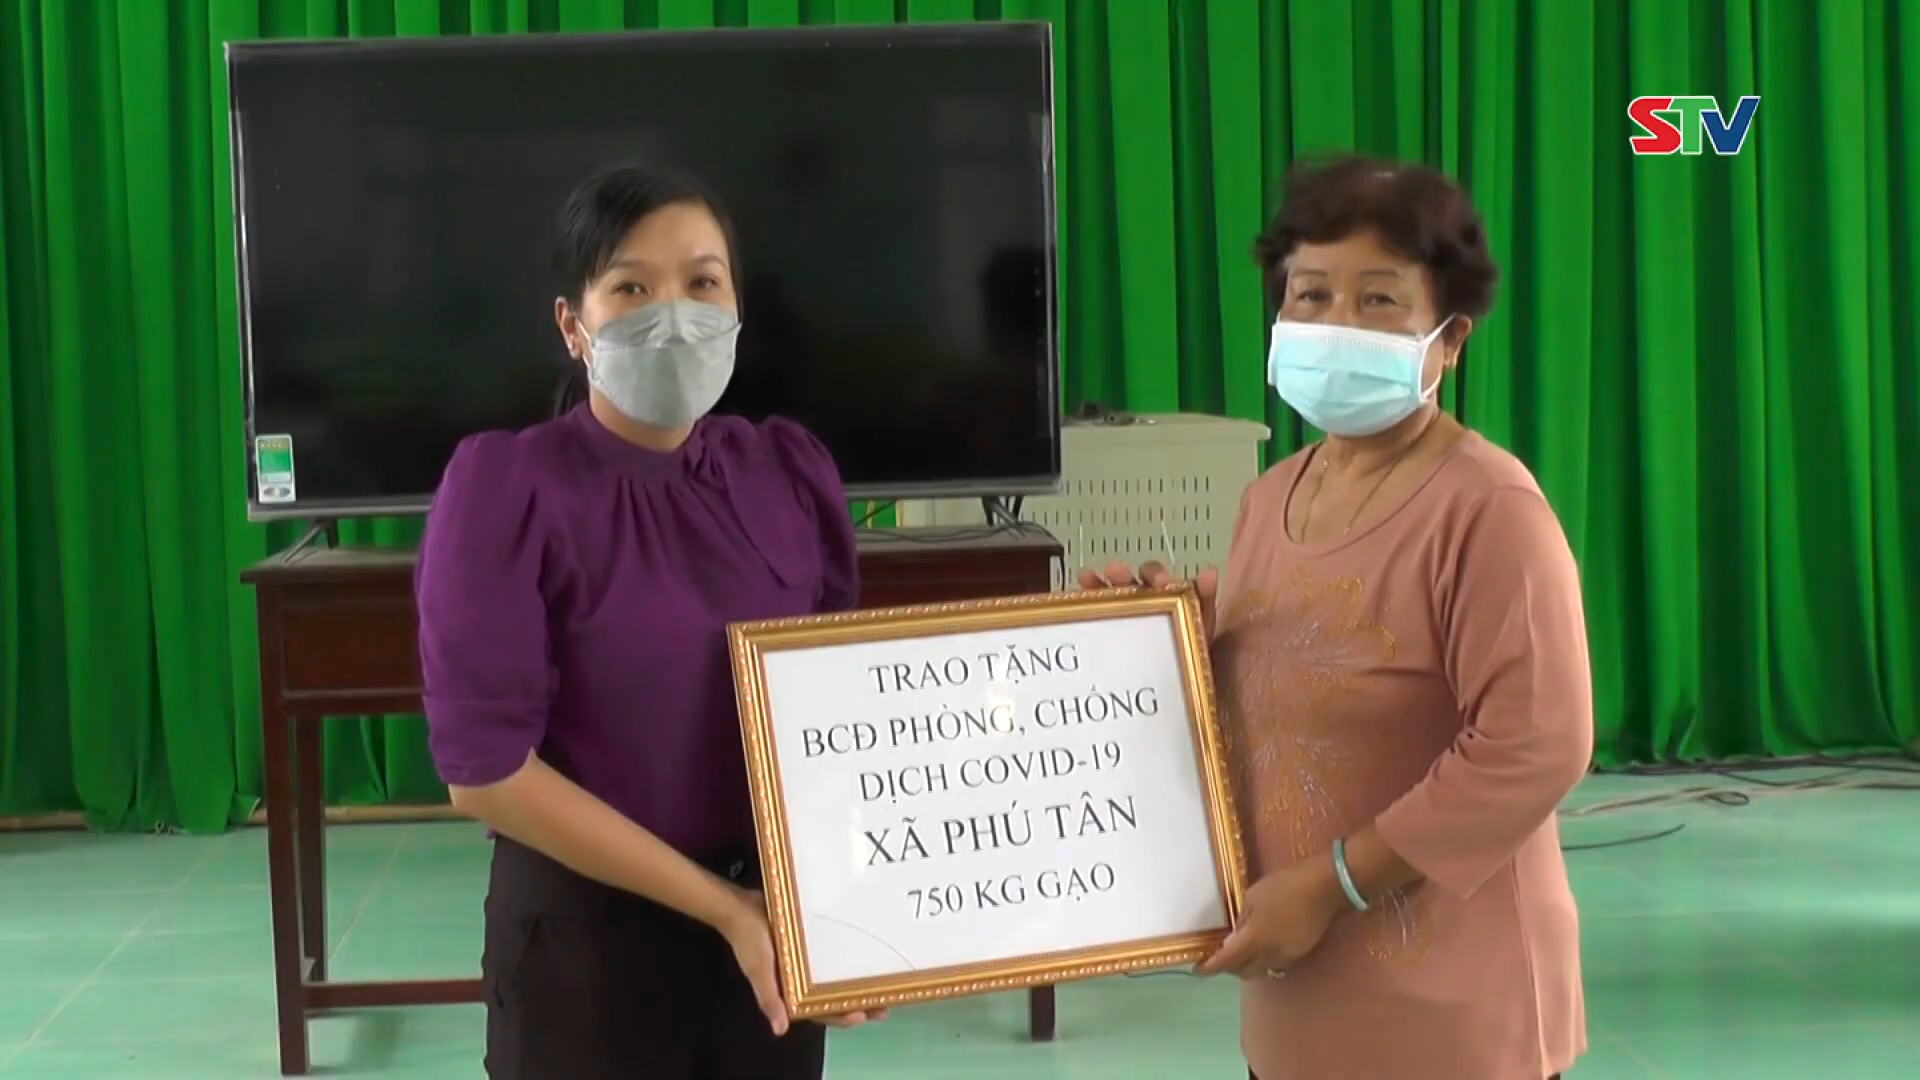 STV
TRAO TẶNG
BCĐ PHÒNG, CHỐNG
DỊCH COVID-19
XÃ PHÚ TÂN
750 KG GẠO